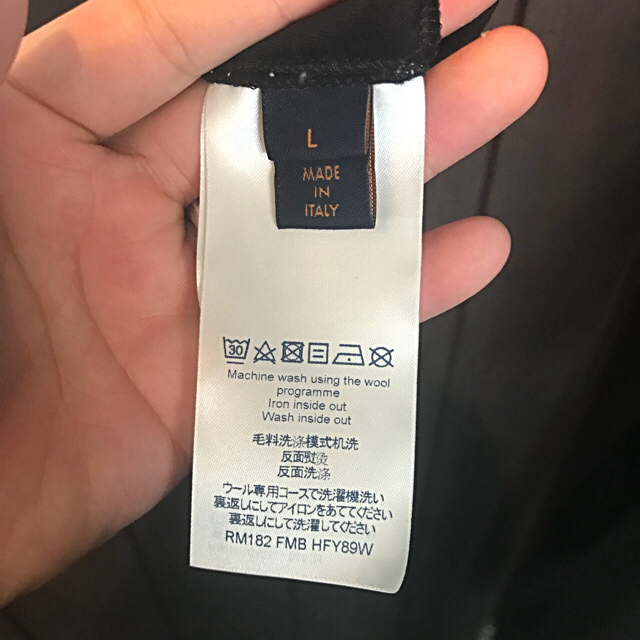 L
MADE
IN
ITALY
30
Machine wash using the wool
programme
Iron inside out
Wash inside out
毛料洗涤模式机洗
反面熨烫
反面洗涤
ウール専用コースで洗濯機洗い
裏返しにしてアイロンをあててください
裏返しにして洗濯してください
RM182 FMB HFY89W